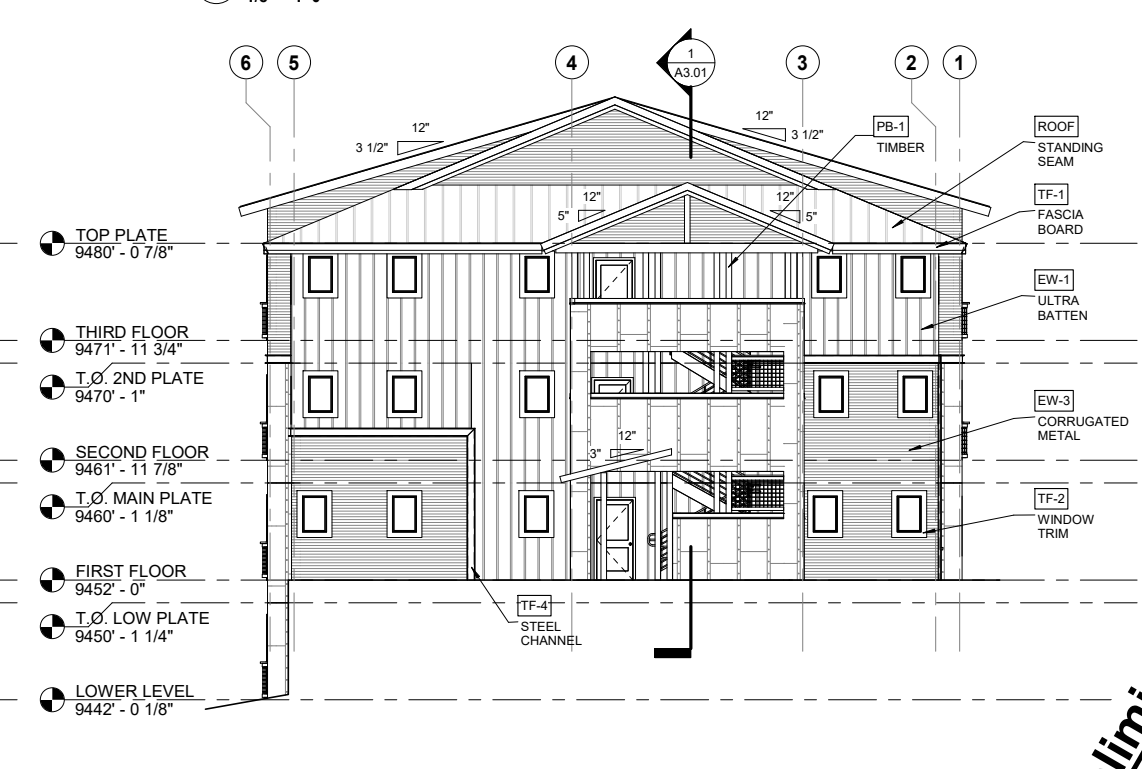 6
5
4
1
A3.01
3
2
1
12"
3 1/2"
12"
3 1/2"
PB-1
TIMBER
ROOF
STANDING
SEAM
12"
5"
12"
5"
TF-1
FASCIA
BOARD
TOP PLATE
9480' - 0 7/8"
EW-1
ULTRA
BATTEN
THIRD FLOOR
9471' - 11 3/4"
T.O. 2ND PLATE
9470' - 1"
EW-3
CORRUGATED
METAL
12"
3"
SECOND FLOOR
9461' - 11 7/8"
T.O. MAIN PLATE
9460' - 1 1/8"
TF-2
WINDOW
TRIM
FIRST FLOOR
9452' - 0"
TF-4
STEEL
CHANNEL
T.O. LOW PLATE
9450' - 1 1/4"
LOWER LEVEL
9442' - 0 1/8"